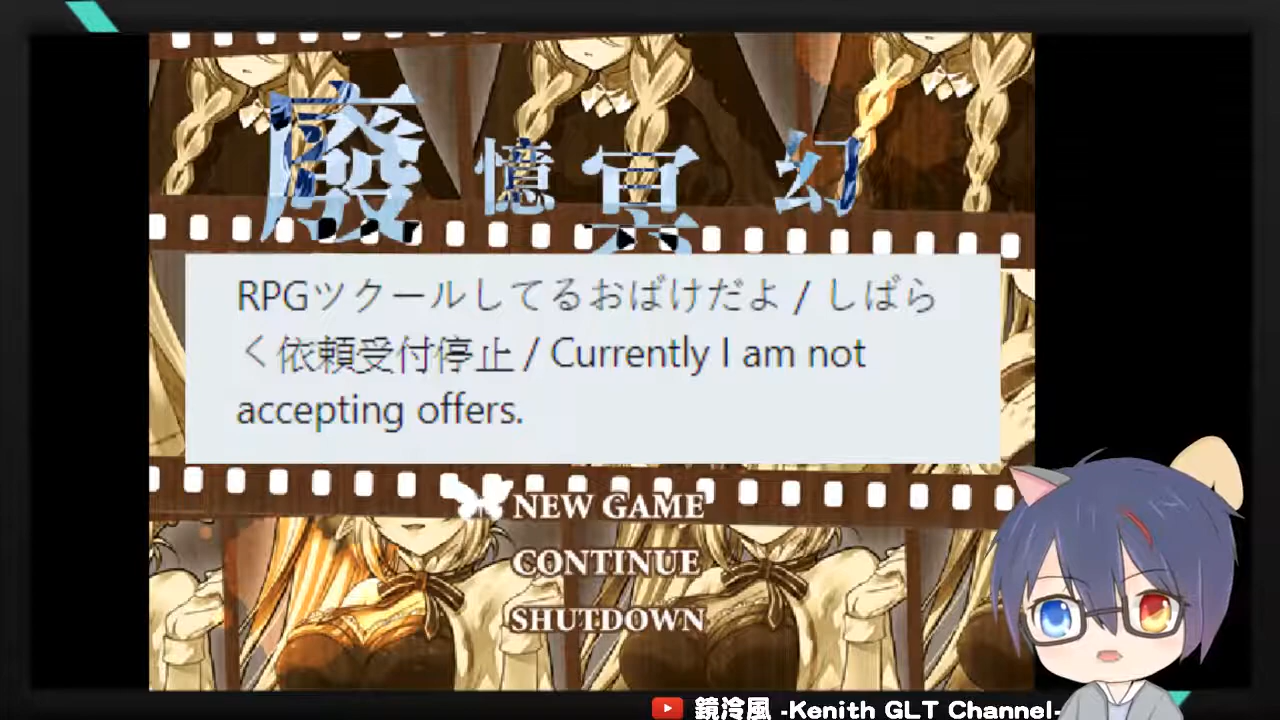 廢憶冥幻
RPGツクールしてるおばけだよ / しばら
く依頼受付停止 / Currently I am not
accepting offers.
NEW GAME
CONTINUE
SHUTDOWN
鏡泠風 -Kenith GLT Channel-